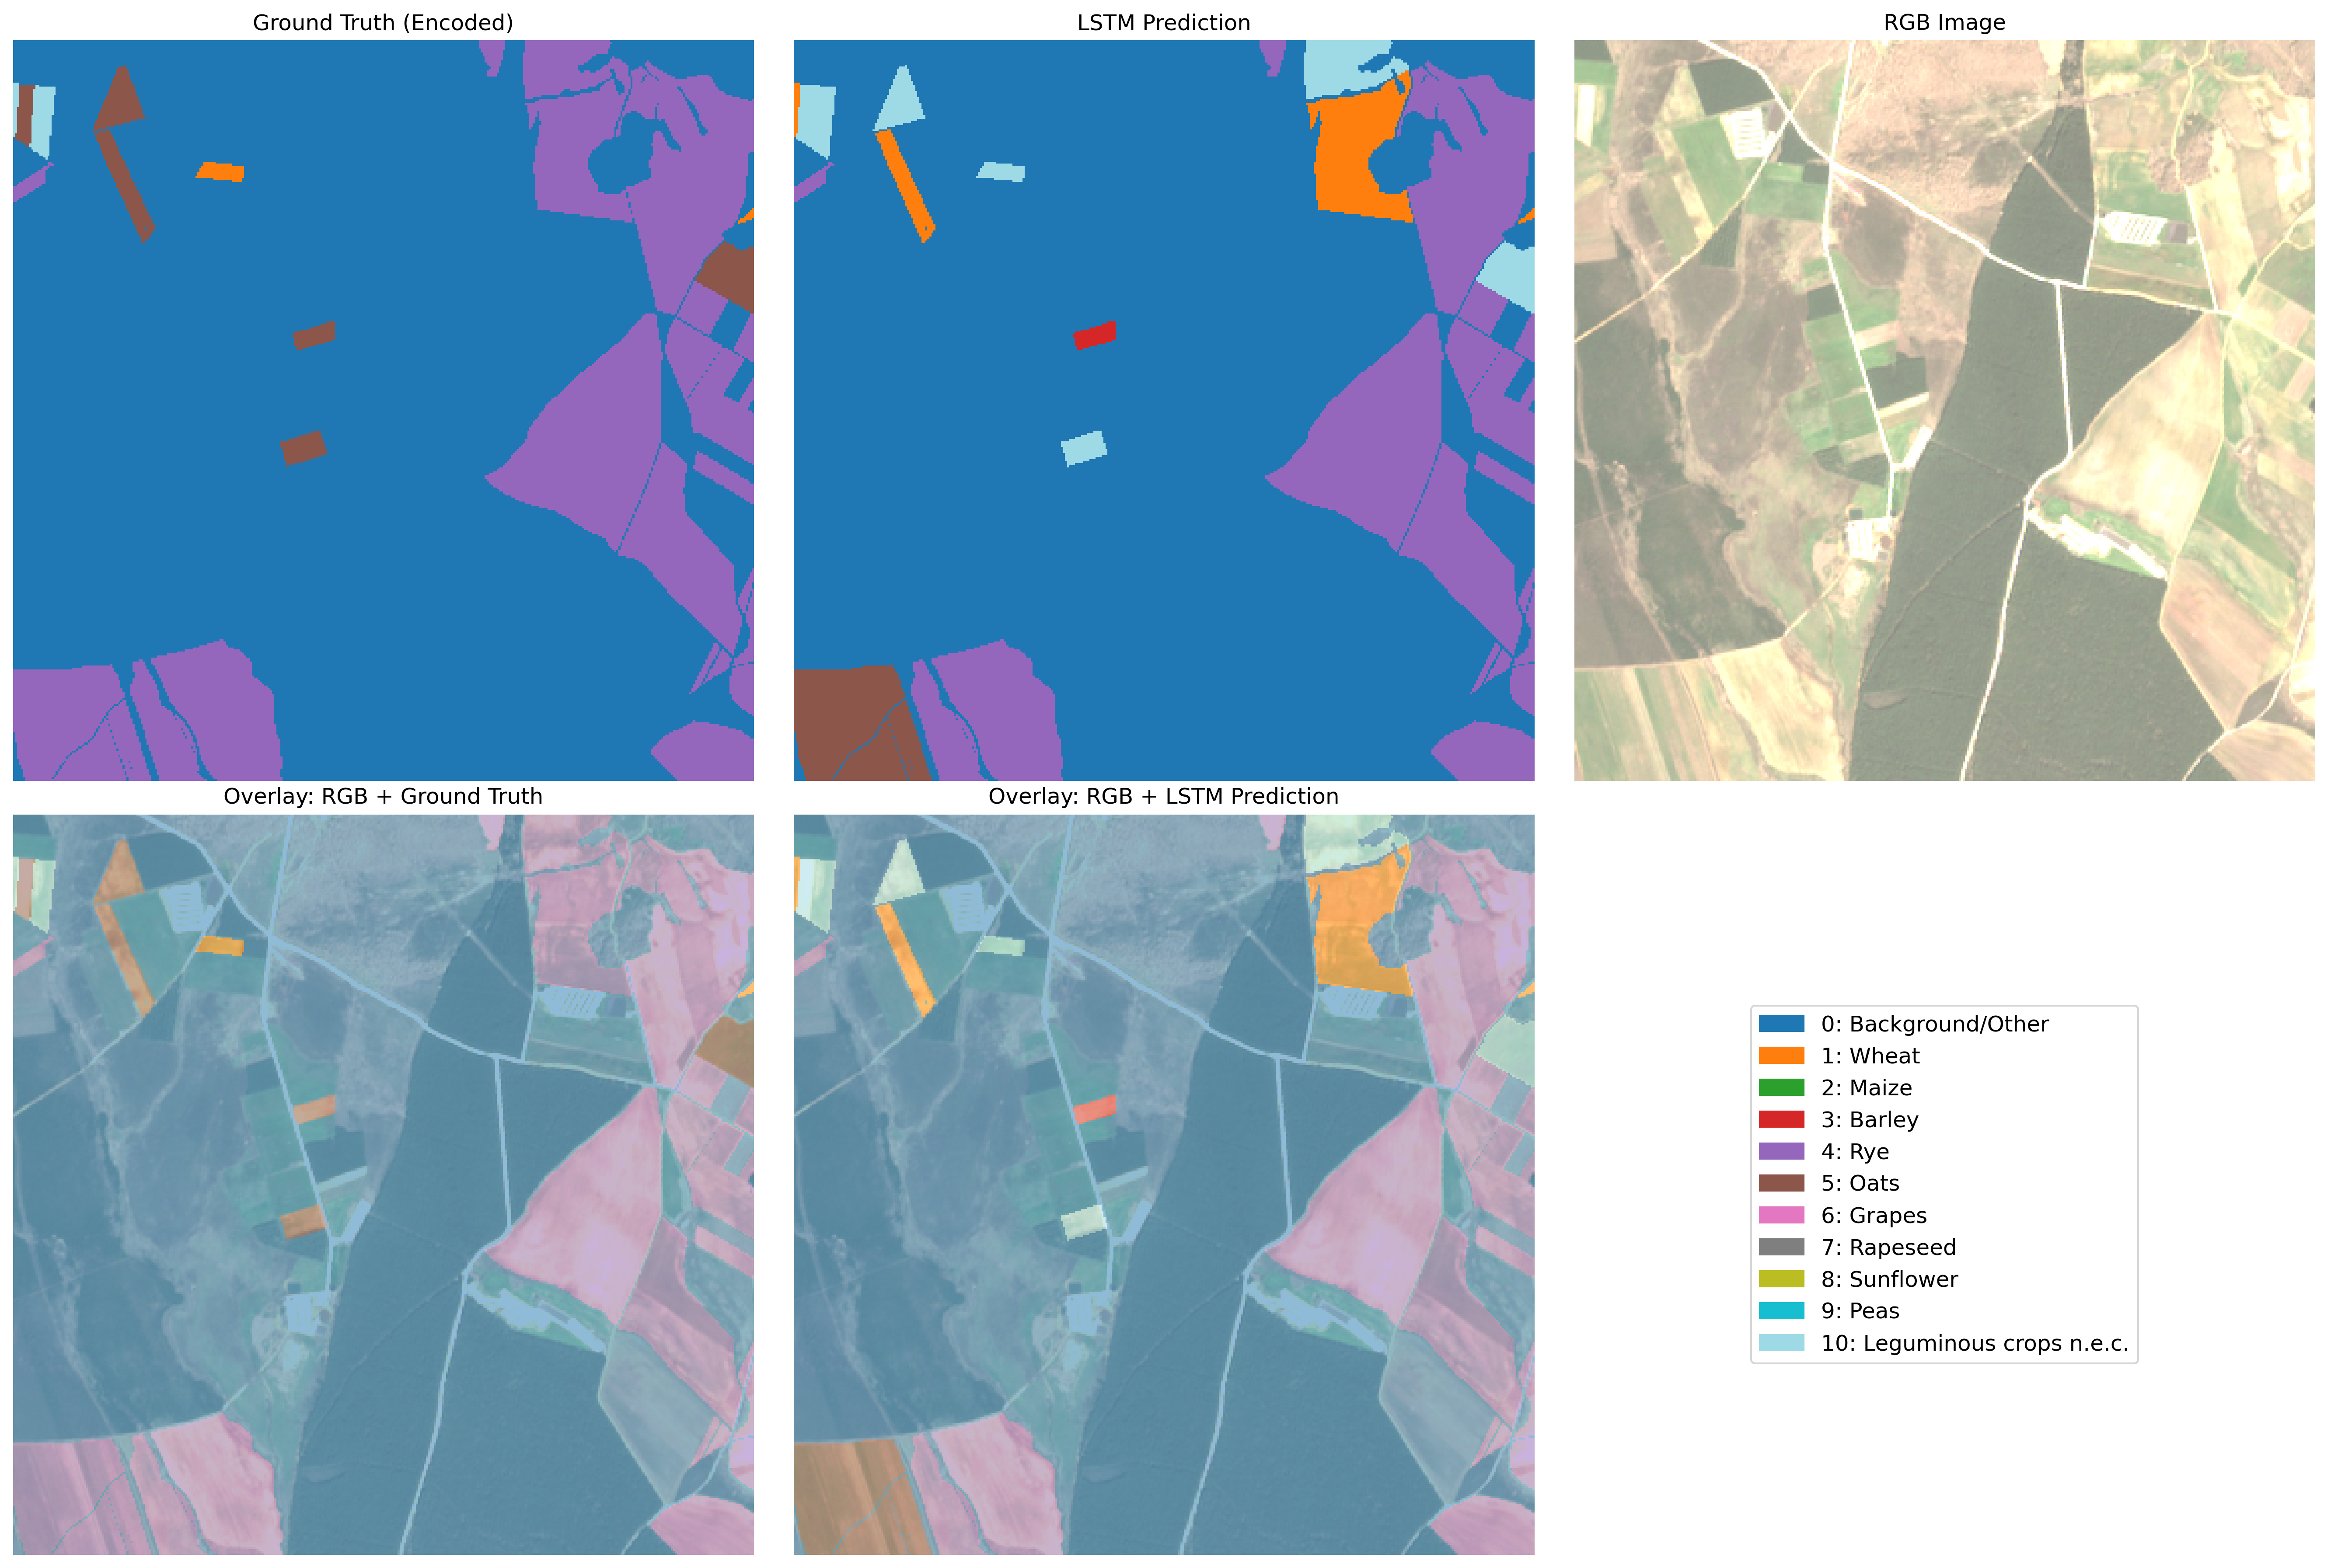 Ground Truth (Encoded)
LSTM Prediction
RGB Image
Overlay: RGB + Ground Truth
Overlay: RGB + LSTM Prediction
0: Background/Other
1: Wheat
2: Maize
3: Barley
4: Rye
5: Oats
6: Grapes
7: Rapeseed
8: Sunflower
9: Peas
10: Leguminous crops n.e.c.